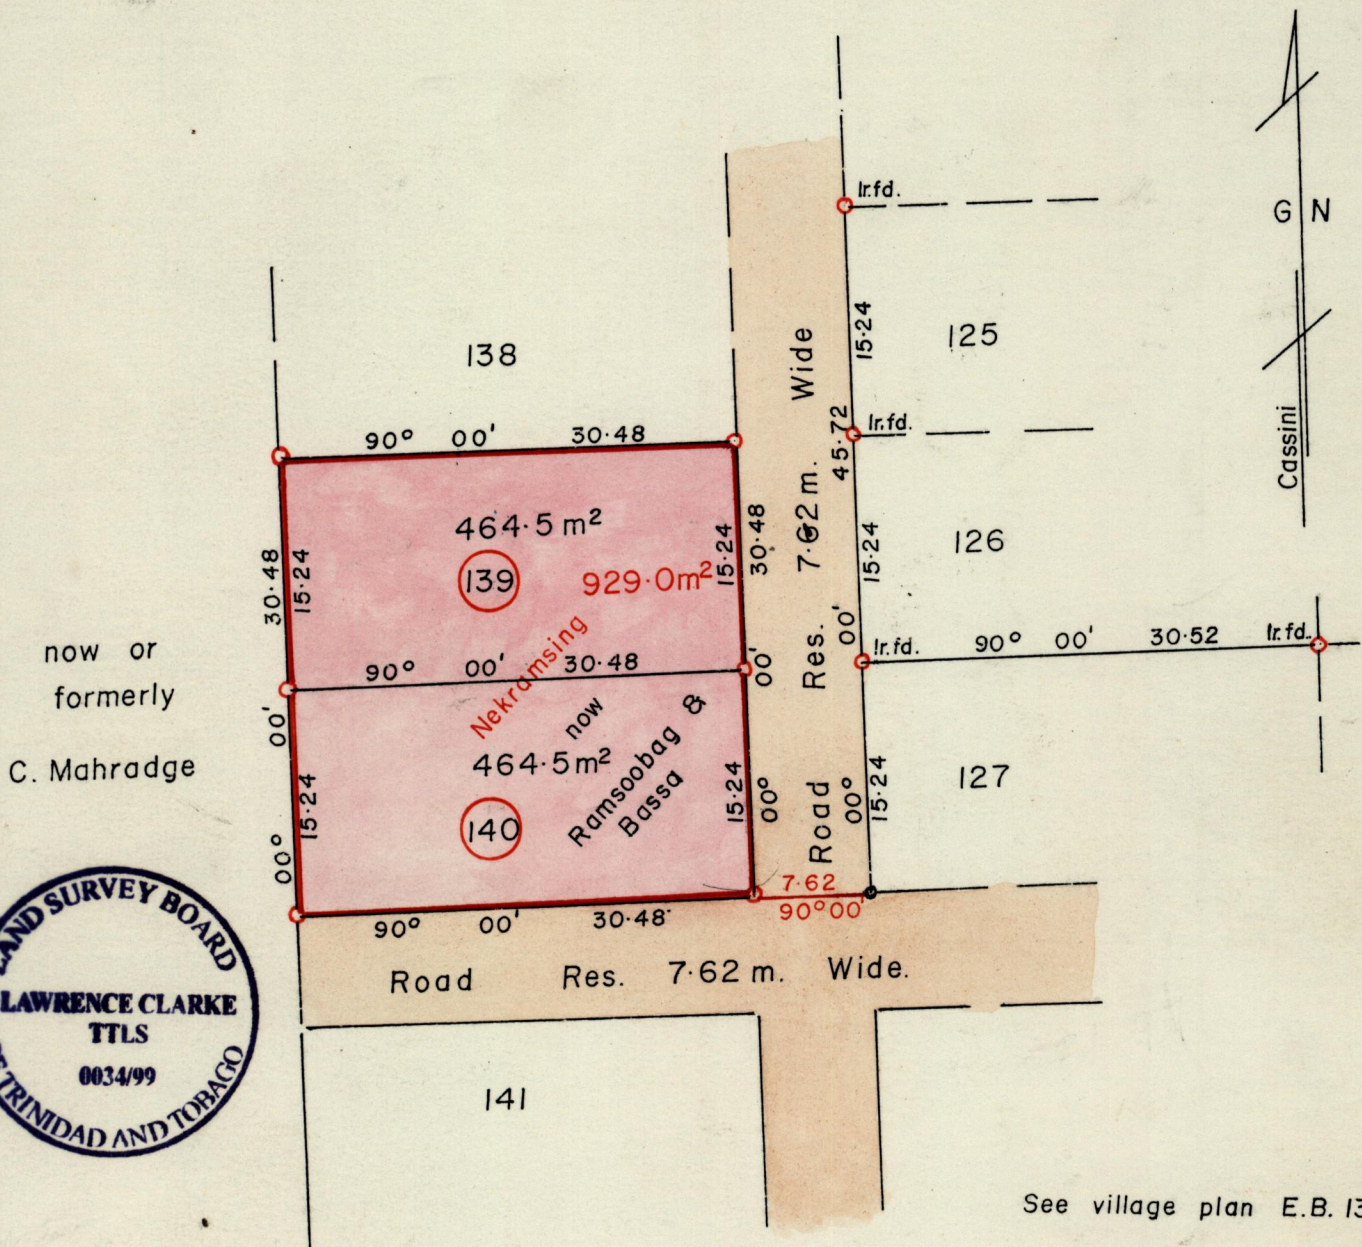 Ir.fd.
G N
15·24
125
Wide
138
45·72
Ir.fd.
Cassini
90° 00' 30·48
464·5 m²
139
929·0m²
15·24
30·48
30·48
15·24
7·62m.
15·24
126
now or
formerly
C. Mahradge
Nekramsing
90° 00' 30·48
now
Ramsoobag &
Bassa
00'
Res.
00'
Ir.fd.
90° 00' 30·52
Ir.fd.
00'
464·5m²
140
15·24
00°
15·24
00°
Road
00°
15·24
127
7·62
90°00'
90° 00' 30·48
Road Res. 7·62 m. Wide.
LAND SURVEY BOARD
LAWRENCE CLARKE
TTLS
0034/99
TRINIDAD AND TOBAGO
141
See village plan E.B.